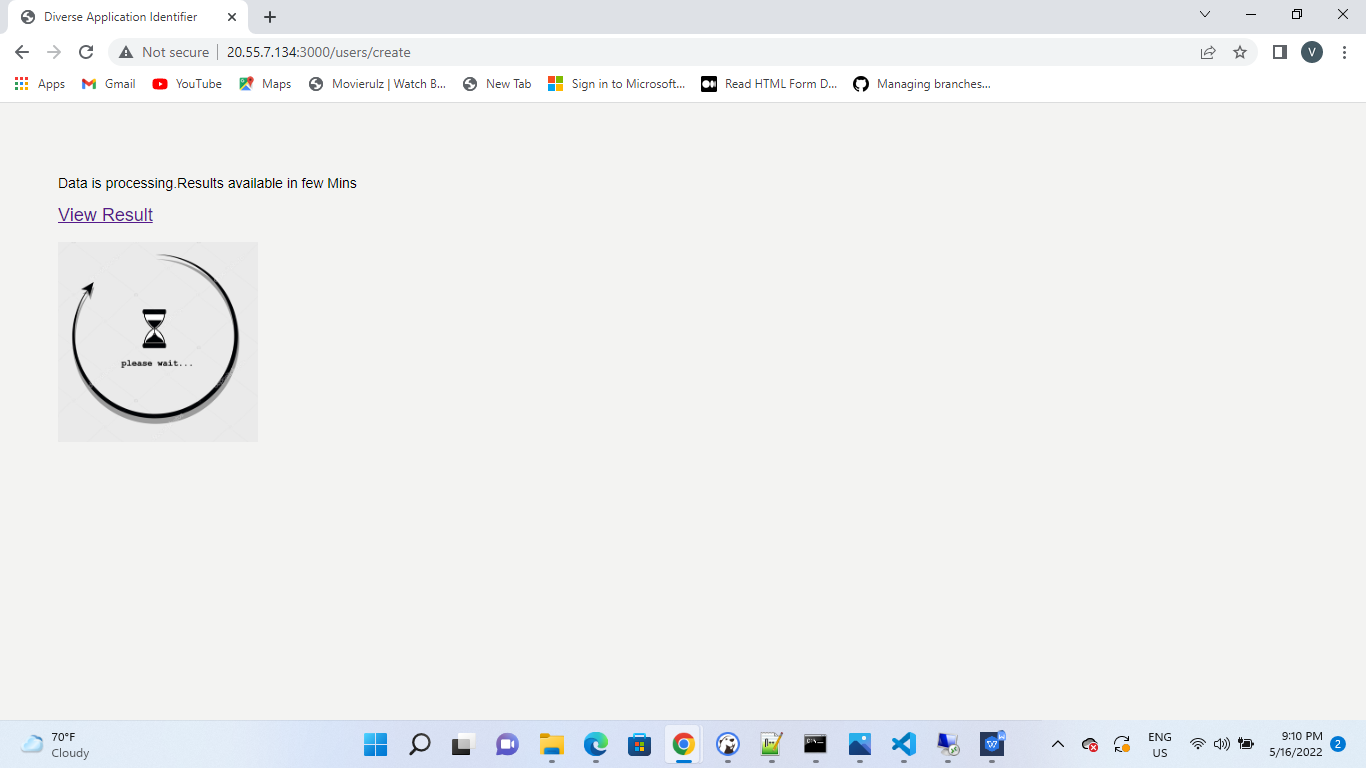 Diverse Application Identifier
Not secure
20.55.7.134:3000/users/create
V
Apps
Gmail
YouTube
Maps
Movierulz | Watch B...
New Tab
Sign in to Microsoft...
Read HTML Form D...
Managing branches...
Data is processing.Results available in few Mins
View Result
please wait...
70°F
Cloudy
ENG
US
9:10 PM
5/16/2022
2